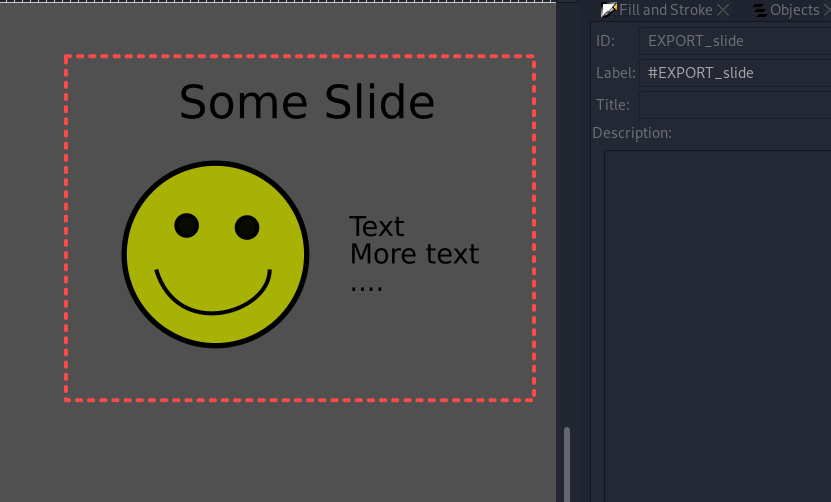 Fill and Stroke
Objects
ID:
EXPORT_slide
Label:
#EXPORT_slide
Title:
Description:
Some Slide
Text
More text
....